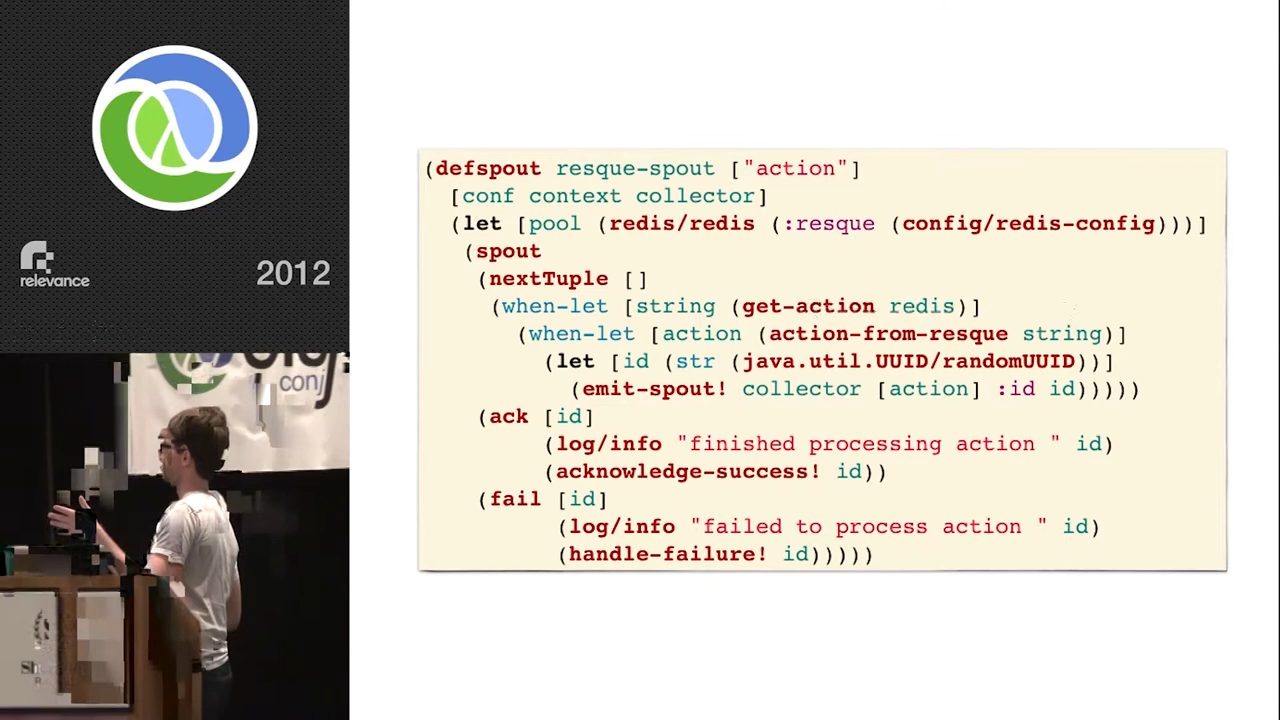 relevance
2012
conj
(defspout resque-spout ["action"]
[conf context collector]
(let [pool (redis/redis (:resque (config/redis-config)))]
(spout
(nextTuple []
(when-let [string (get-action redis)]
(when-let [action (action-from-resque string)]
(let [id (str (java.util.UUID/randomUUID))]
(emit-spout! collector [action] :id id)))))
(ack [id]
(log/info "finished processing action " id)
(acknowledge-success! id))
(fail [id]
(log/info "failed to process action " id)
(handle-failure! id)))))